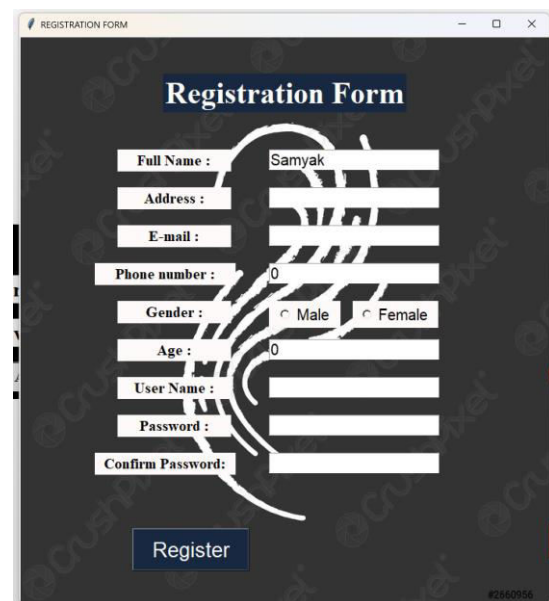 REGISTRATION FORM
Registration Form
Full Name : Samyak
Address :
E-mail :
Phone number : 0
Gender : Male Female
Age : 0
User Name :
Password :
Confirm Password:
Register
CrushPixel
#2660956